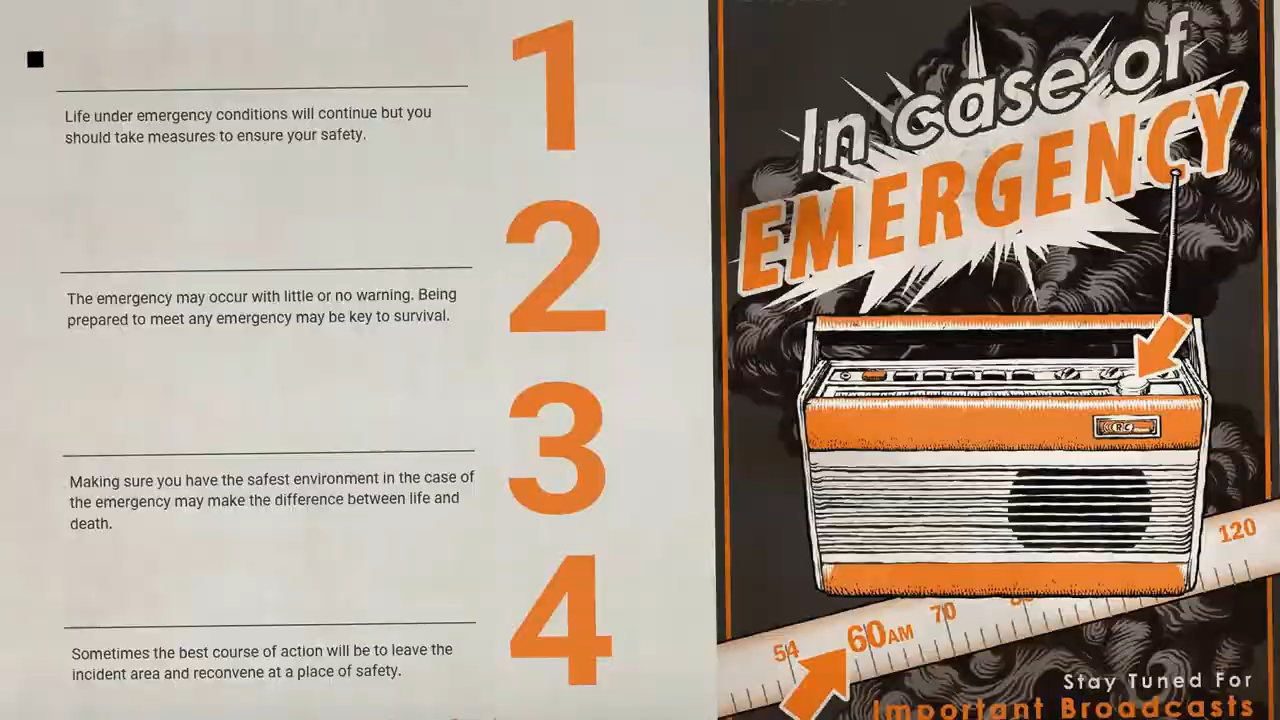 1
Life under emergency conditions will continue but you
should take measures to ensure your safety.
2
The emergency may occur with little or no warning. Being
prepared to meet any emergency may be key to survival.
3
Making sure you have the safest environment in the case of
the emergency may make the difference between life and
death.
4
Sometimes the best course of action will be to leave the
incident area and reconvene at a place of safety.
In case of
EMERGENCY
RC
120
54 60AM 70
Stay Tuned For
Important Broadcasts